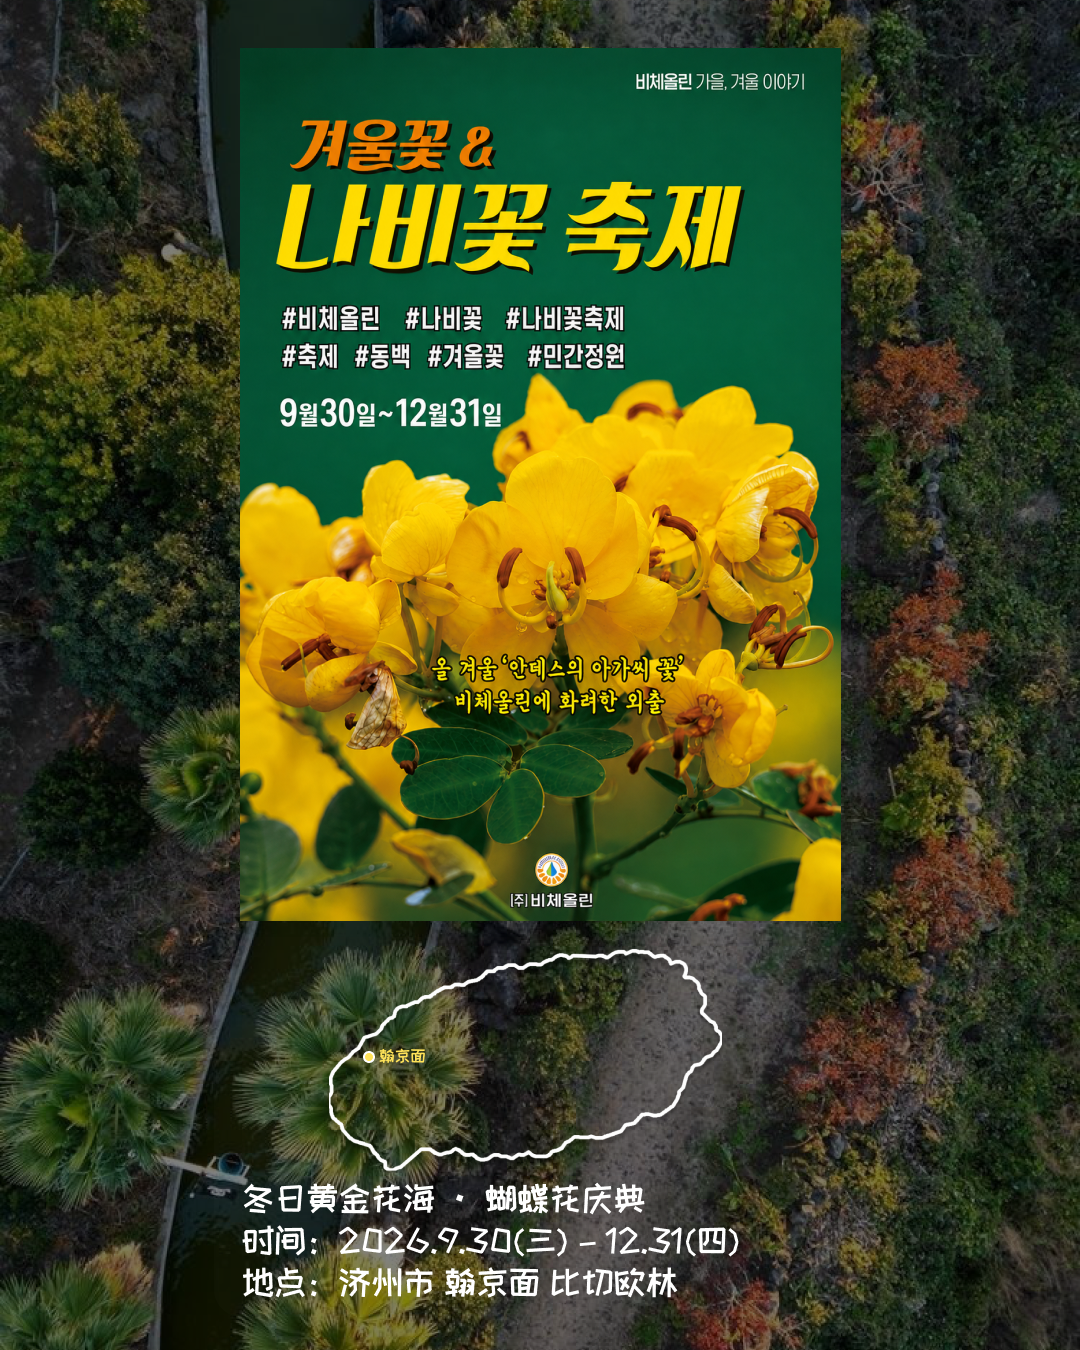 비체올린 가을, 겨울 이야기
겨울꽃 &
나비꽃 축제
#비체올린 #나비꽃 #나비꽃축제
#축제 #동백 #겨울꽃 #민간정원
9월30일~12월31일
올 겨울 ‘안데스의 아가씨 꽃’
비체올린에 화려한 외출
(주)비체올린
翰京面
冬日黄金花海 · 蝴蝶花庆典
时间：2026.9.30(三) - 12.31(四)
地点：济州市 翰京面 比切欧林